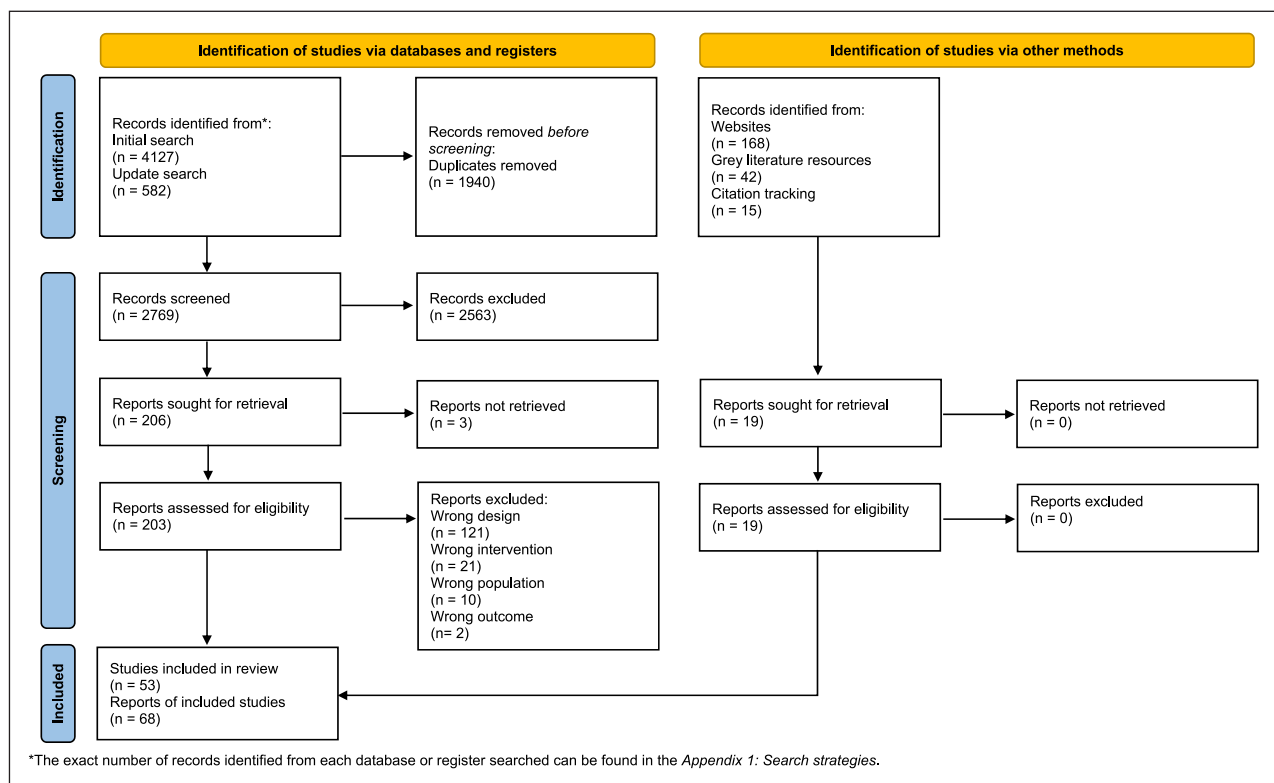 Identification of studies via databases and registers
Identification of studies via other methods
Identification
Records identified from*:
Initial search
(n = 4127)
Update search
(n = 582)
Records removed before
screening:
Duplicates removed
(n = 1940)
Records identified from:
Websites
(n = 168)
Grey literature resources
(n = 42)
Citation tracking
(n = 15)
Screening
Records screened
(n = 2769)
Records excluded
(n = 2563)
Reports sought for retrieval
(n = 206)
Reports not retrieved
(n = 3)
Reports sought for retrieval
(n = 19)
Reports not retrieved
(n = 0)
Reports assessed for eligibility
(n = 203)
Reports excluded:
Wrong design
(n = 121)
Wrong intervention
(n = 21)
Wrong population
(n = 10)
Wrong outcome
(n= 2)
Reports assessed for eligibility
(n = 19)
Reports excluded
(n = 0)
Included
Studies included in review
(n = 53)
Reports of included studies
(n = 68)
*The exact number of records identified from each database or register searched can be found in the Appendix 1: Search strategies.